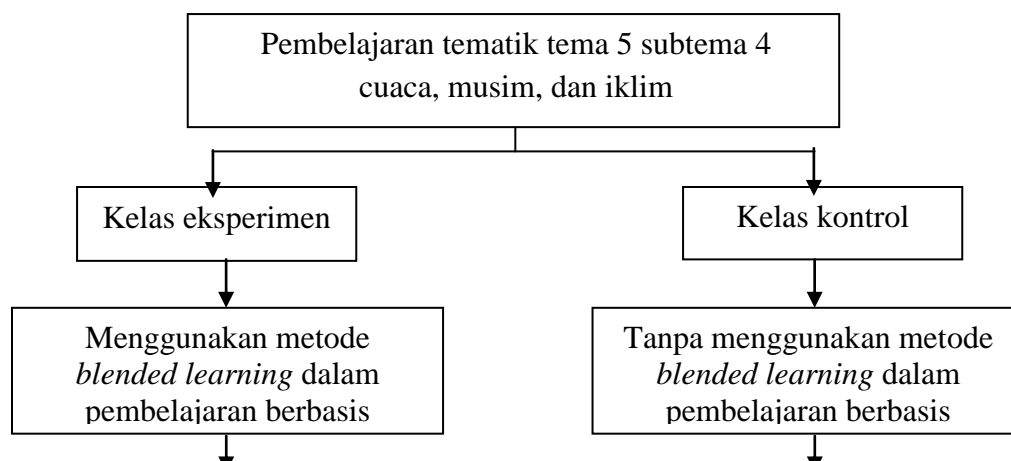 Pembelajaran tematik tema 5 subtema 4
cuaca, musim, dan iklim
Kelas eksperimen
Kelas kontrol
Menggunakan metode
blended learning dalam
pembelajaran berbasis
Tanpa menggunakan metode
blended learning dalam
pembelajaran berbasis